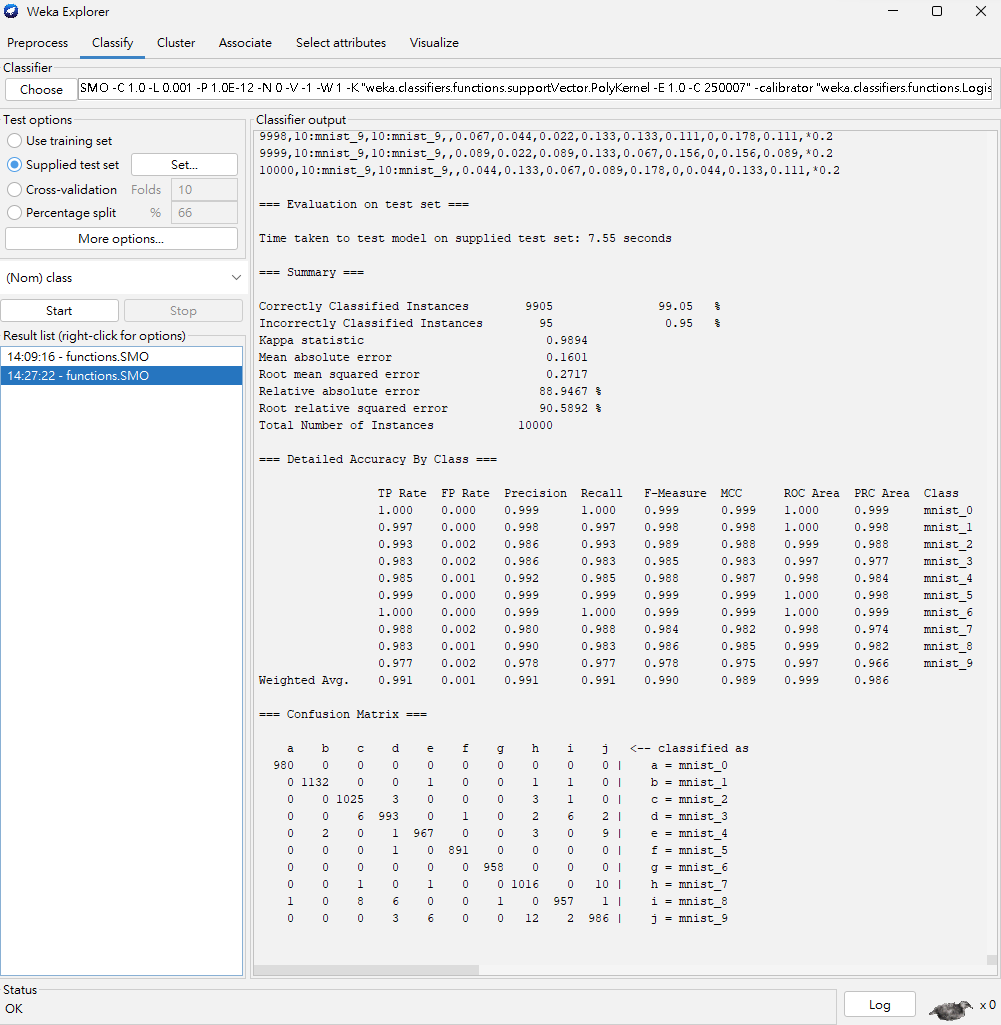 Weka Explorer
Preprocess Classify Cluster Associate Select attributes Visualize
Classifier
Choose SMO -C 1.0 -L 0.001 -P 1.0E-12 -N 0 -V -1 -W 1 -K "weka.classifiers.functions.supportVector.PolyKernel -E 1.0 -C 250007" -calibrator "weka.classifiers.functions.Logis
Test options
Use training set
Supplied test set Set...
Cross-validation Folds 10
Percentage split % 66
More options...
(Nom) class
Start Stop
Result list (right-click for options)
14:09:16 - functions.SMO
14:27:22 - functions.SMO
Classifier output
9998,10:mnist_9,10:mnist_9,,0.067,0.044,0.022,0.133,0.133,0.111,0,0.178,0.111,*0.2
9999,10:mnist_9,10:mnist_9,,0.089,0.022,0.089,0.133,0.067,0.156,0,0.156,0.089,*0.2
10000,10:mnist_9,10:mnist_9,,0.044,0.133,0.067,0.089,0.178,0,0.044,0.133,0.111,*0.2
=== Evaluation on test set ===
Time taken to test model on supplied test set: 7.55 seconds
=== Summary ===
Correctly Classified Instances 9905 99.05 %
Incorrectly Classified Instances 95 0.95 %
Kappa statistic 0.9894
Mean absolute error 0.1601
Root mean squared error 0.2717
Relative absolute error 88.9467 %
Root relative squared error 90.5892 %
Total Number of Instances 10000
=== Detailed Accuracy By Class ===
TP Rate FP Rate Precision Recall F-Measure MCC ROC Area PRC Area Class
1.000 0.000 0.999 1.000 0.999 0.999 1.000 0.999 mnist_0
0.997 0.000 0.998 0.997 0.998 0.998 1.000 0.998 mnist_1
0.993 0.002 0.986 0.993 0.989 0.988 0.999 0.988 mnist_2
0.983 0.002 0.986 0.983 0.985 0.983 0.997 0.977 mnist_3
0.985 0.001 0.992 0.985 0.988 0.987 0.998 0.984 mnist_4
0.999 0.000 0.999 0.999 0.999 0.999 1.000 0.998 mnist_5
1.000 0.000 0.999 1.000 0.999 0.999 1.000 0.999 mnist_6
0.988 0.002 0.980 0.988 0.984 0.982 0.998 0.974 mnist_7
0.983 0.001 0.990 0.983 0.986 0.985 0.999 0.982 mnist_8
0.977 0.002 0.978 0.977 0.978 0.975 0.997 0.966 mnist_9
Weighted Avg. 0.991 0.001 0.991 0.991 0.990 0.989 0.999 0.986
=== Confusion Matrix ===
a b c d e f g h i j <-- classified as
980 0 0 0 0 0 0 0 0 0 | a = mnist_0
0 1132 0 0 1 0 0 1 1 0 | b = mnist_1
0 0 1025 3 0 0 0 3 1 0 | c = mnist_2
0 0 6 993 0 1 0 2 6 2 | d = mnist_3
0 2 0 1 967 0 0 3 0 9 | e = mnist_4
0 0 0 1 0 891 0 0 0 0 | f = mnist_5
0 0 0 0 0 0 958 0 0 0 | g = mnist_6
0 0 1 0 1 0 0 1016 0 10 | h = mnist_7
1 0 8 6 0 0 1 0 957 1 | i = mnist_8
0 0 0 3 6 0 0 12 2 986 | j = mnist_9
Status
OK
Log x 0